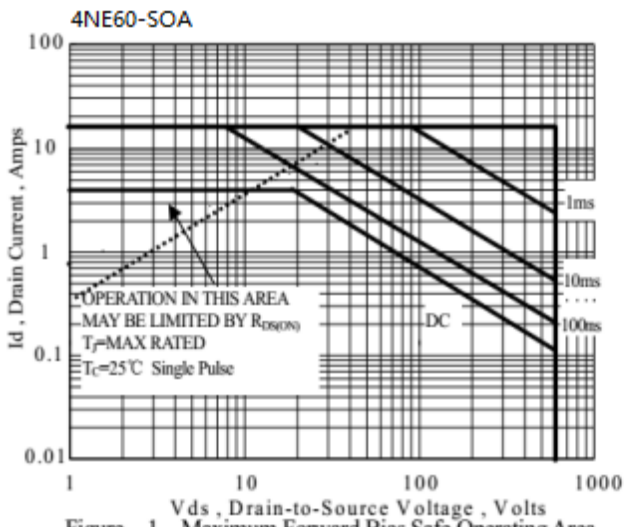 4NE60-SOA
100
10
1
0.1
0.01
Id , Drain Current , Amps
OPERATION IN THIS AREA
MAY BE LIMITED BY RDS(ON)
TJ=MAX RATED
TC=25℃ Single Pulse
DC
1ms
10ms
100ms
1
10
100
1000
Vds , Drain-to-Source Voltage , Volts
Figure 1 Maximum Forward Bias Safe Operating Area